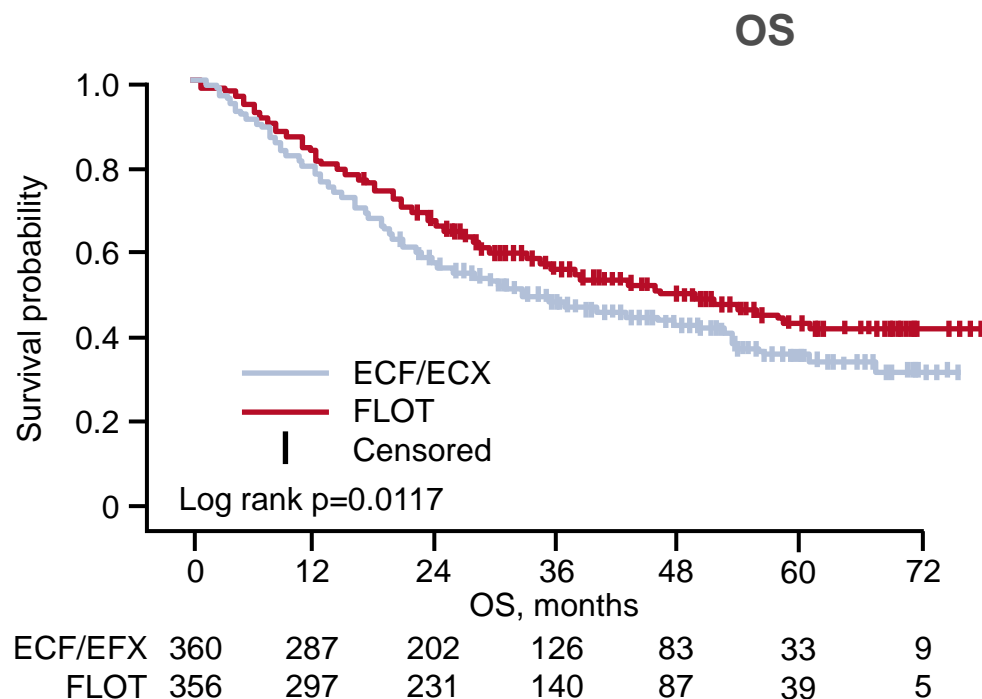 OS
Survival probability
1.0
0.8
0.6
0.4
0.2
0
ECF/ECX
FLOT
Censored
Log rank p=0.0117
0 12 24 36 48 60 72
OS, months
ECF/EFX 360 287 202 126 83 33 9
FLOT 356 297 231 140 87 39 5